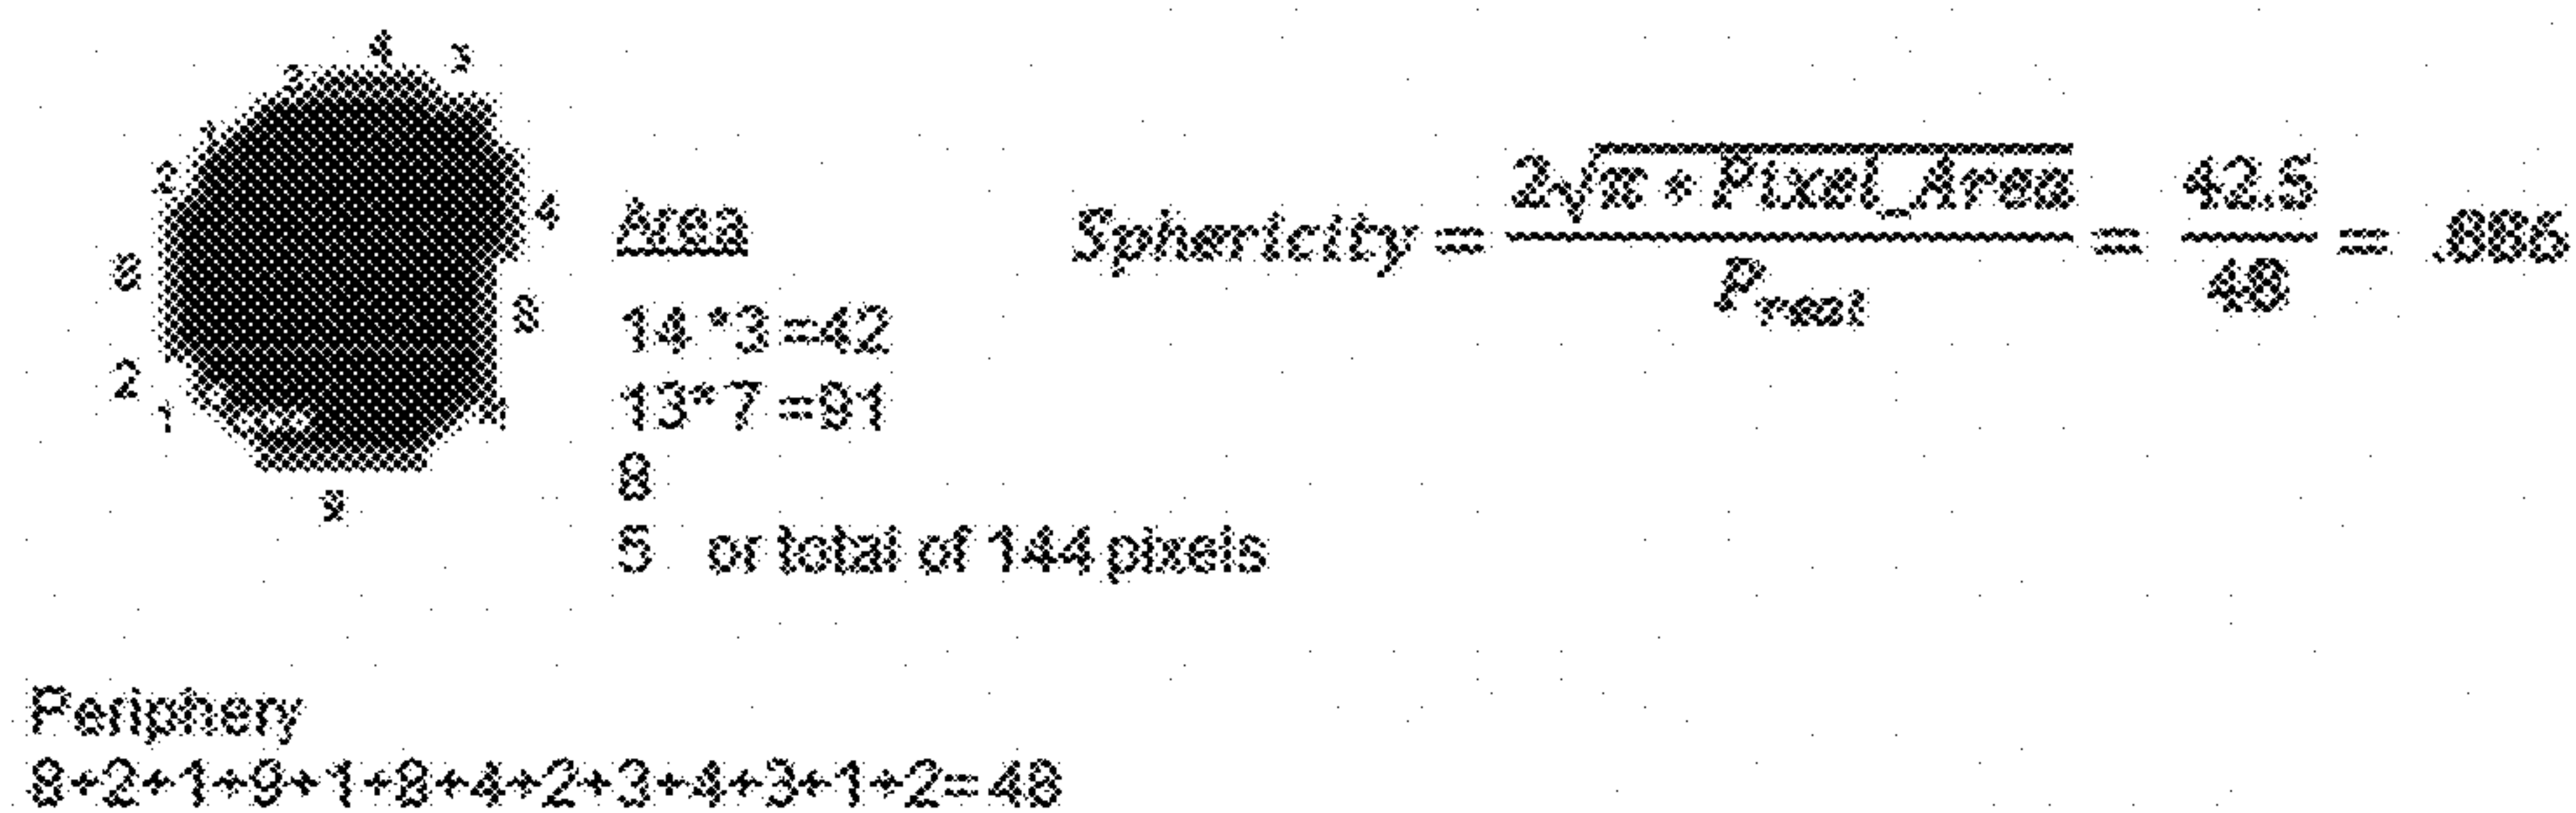 4 3
3
1
2
4
8
8
2
1
1
9
Area
14 *3 =42
13* 7 =91
8
5 or total of 144 pixels
Sphericity = 2√π * Pixel_Area / P_real = 42.5 / 48 = .886
Periphery
8+2+1+9+1+8+4+2+3+4+3+1+2=48